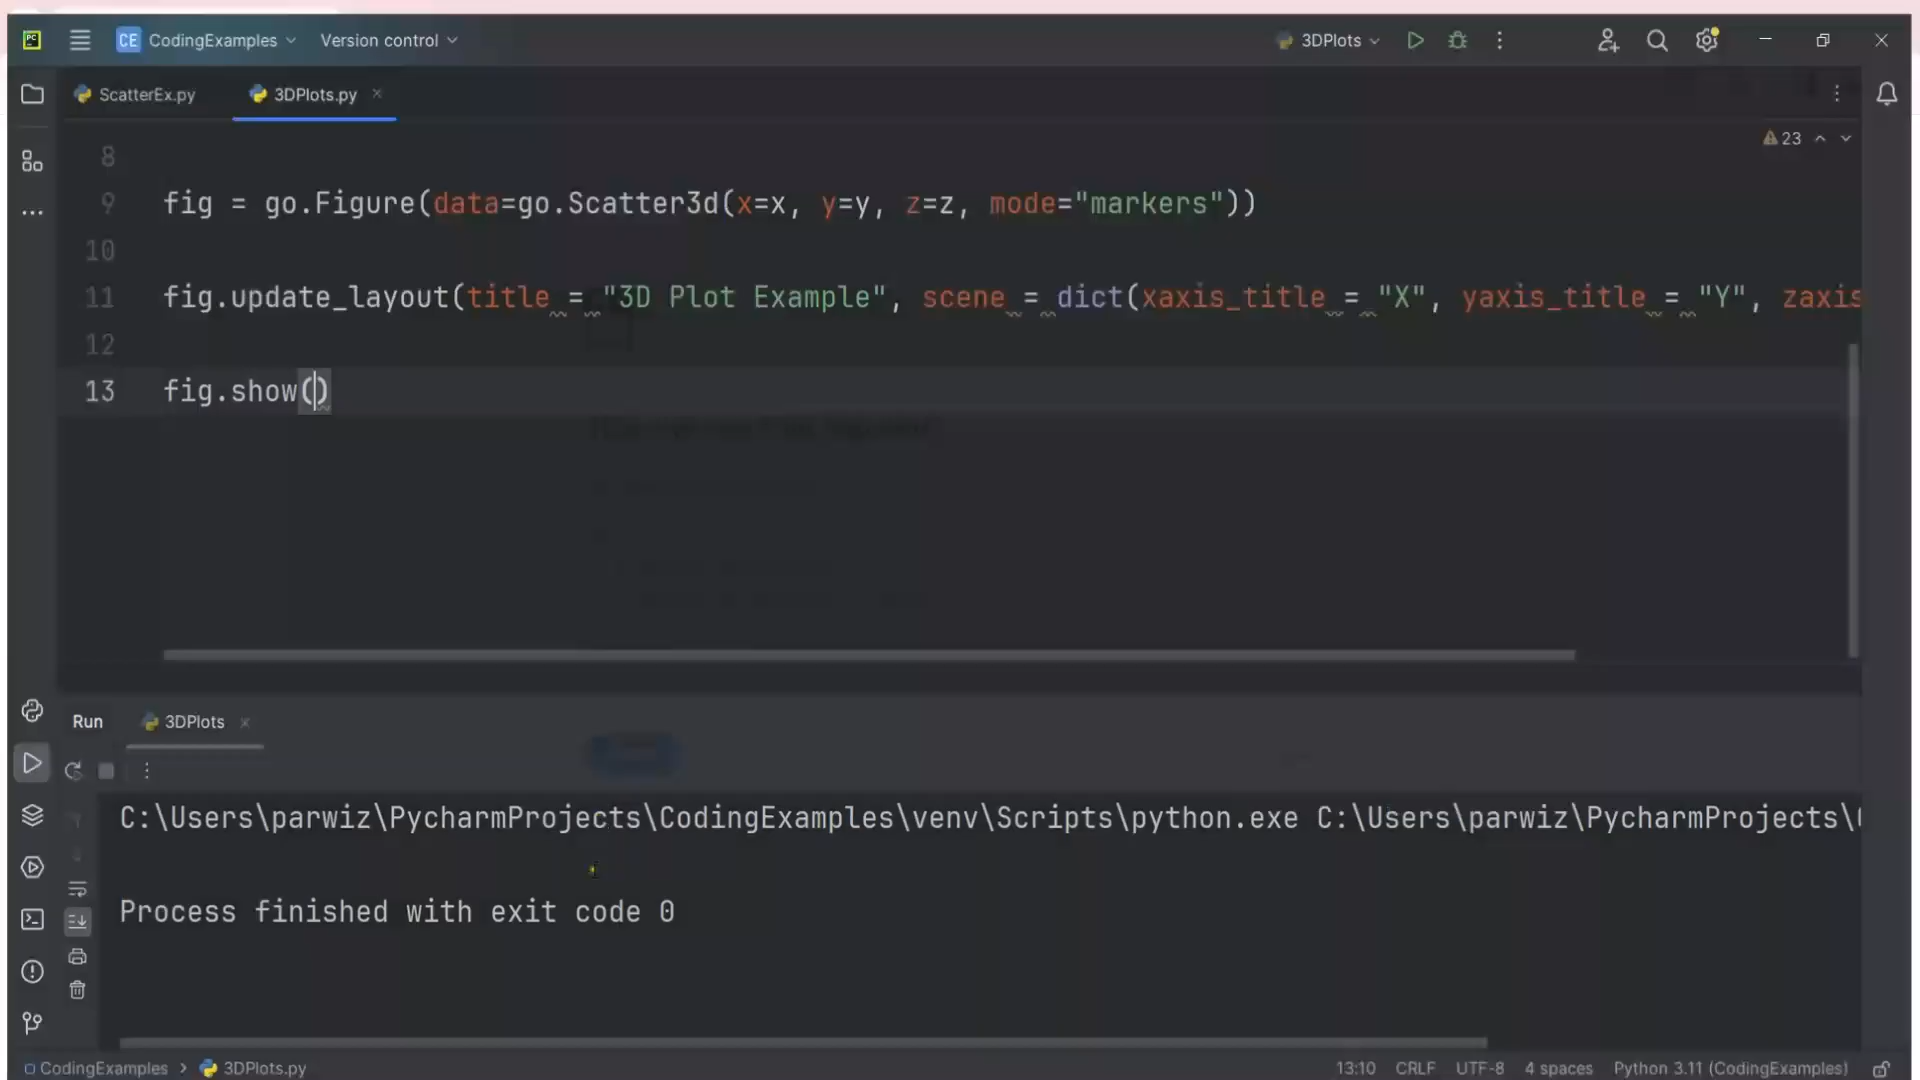 PC CE CodingExamples Version control 3DPlots
ScatterEx.py 3DPlots.py
23
8
9 fig = go.Figure(data=go.Scatter3d(x=x, y=y, z=z, mode="markers"))
10
11 fig.update_layout(title = "3D Plot Example", scene = dict(xaxis_title = "X", yaxis_title = "Y", zaxis
12
13 fig.show()
Run 3DPlots
C:\Users\parwiz\PycharmProjects\CodingExamples\venv\Scripts\python.exe C:\Users\parwiz\PycharmProjects\
Process finished with exit code 0
CodingExamples 3DPlots.py 13:10 CRLF UTF-8 4 spaces Python 3.11 (CodingExamples)